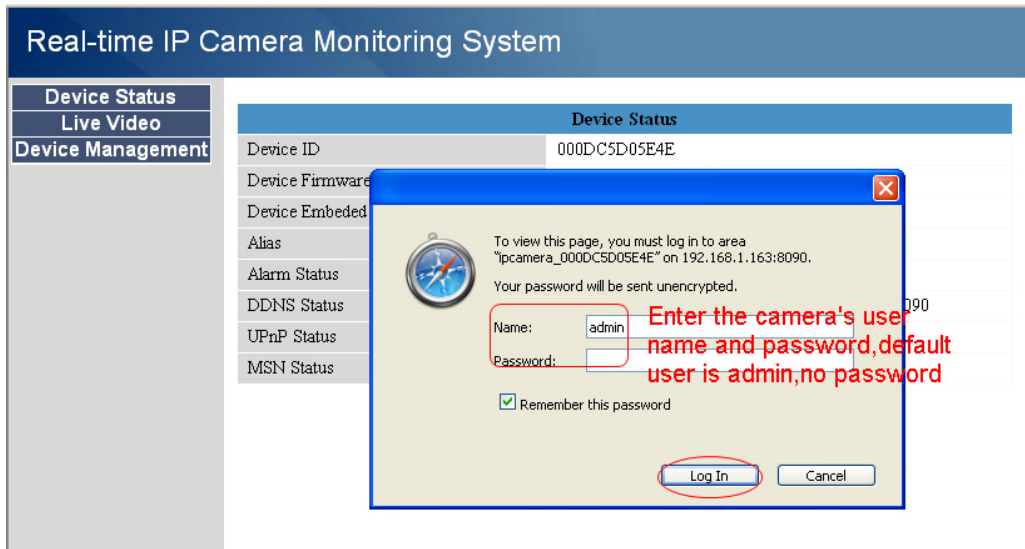 Real-time IP Camera Monitoring System
Device Status
Live Video
Device Management
Device Status
Device ID 000DC5D05E4E
Device Firmware
Device Embeded
Alias
Alarm Status
DDNS Status 090
UPnP Status
MSN Status
To view this page, you must log in to area
"ipcamera_000DC5D05E4E" on 192.168.1.163:8090.
Your password will be sent unencrypted.
Name: admin
Password:
Enter the camera's user
name and password,default
user is admin,no password
Remember this password
Log In Cancel